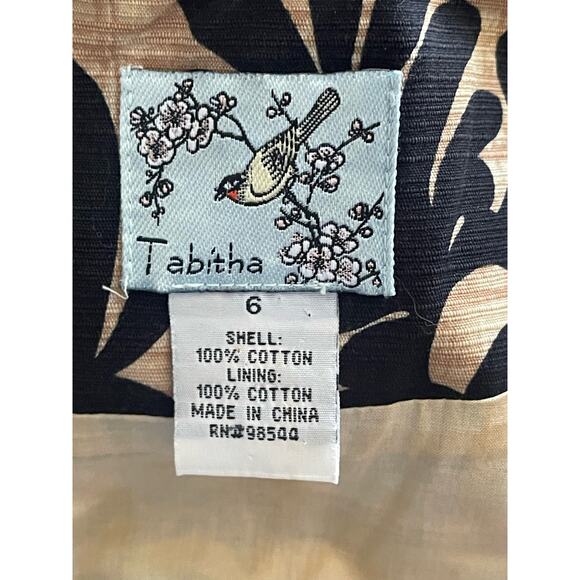 Tabitha
6
SHELL:
100% COTTON
LINING:
100% COTTON
MADE IN CHINA
RN#98544